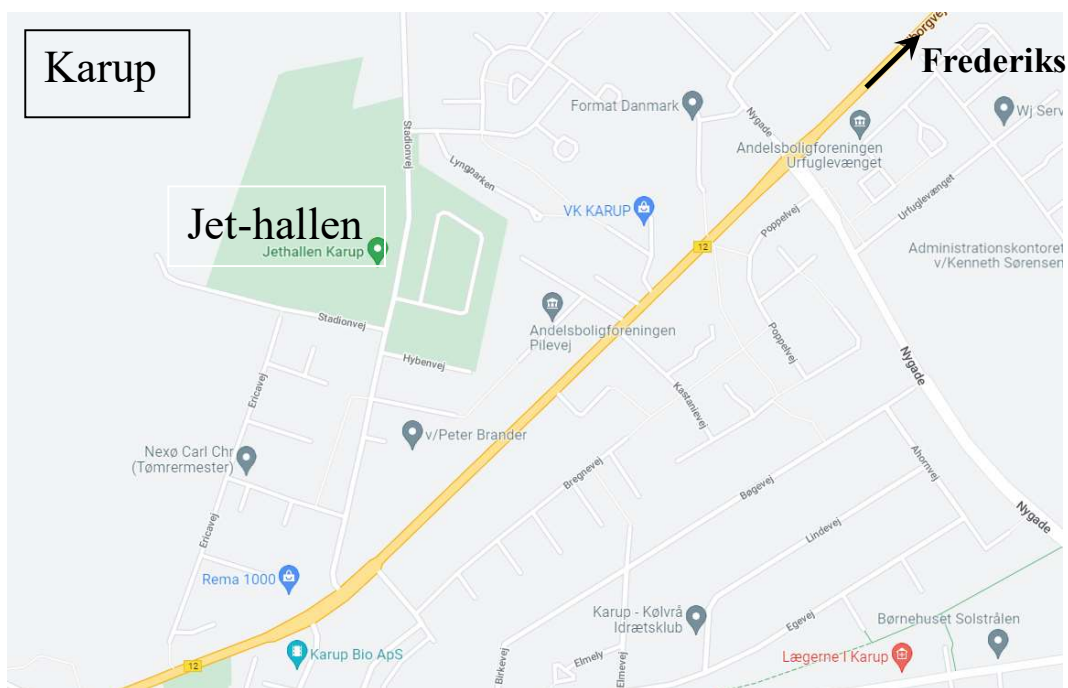 Karup
lborgvej
Frederiks
Format Danmark
Wj Serv
Nygade
Andelsboligforeningen
Urfuglevænget
Stadionvej
Lyngparken
Urfuglevænget
VK KARUP
Poppelvej
Jet-hallen
Jethallen Karup
12
Administrationskontoret
v/Kenneth Sørensen
Stadionvej
Andelsboligforeningen
Pilevej
Poppelvej
Nygade
Hybenvej
Ericavej
Kastanievej
v/Peter Brander
Nexø Carl Chr
(Tømrermester)
Bregnevej
Bøgevej
Ahornvej
Lindevej
Nygade
Ericavej
Rema 1000
Karup - Kølvrå
Idrætsklub
Egevej
Børnehuset Solstrålen
Karup Bio ApS
12
Birkevej
Elmely
Elmevej
Lægerne I Karup